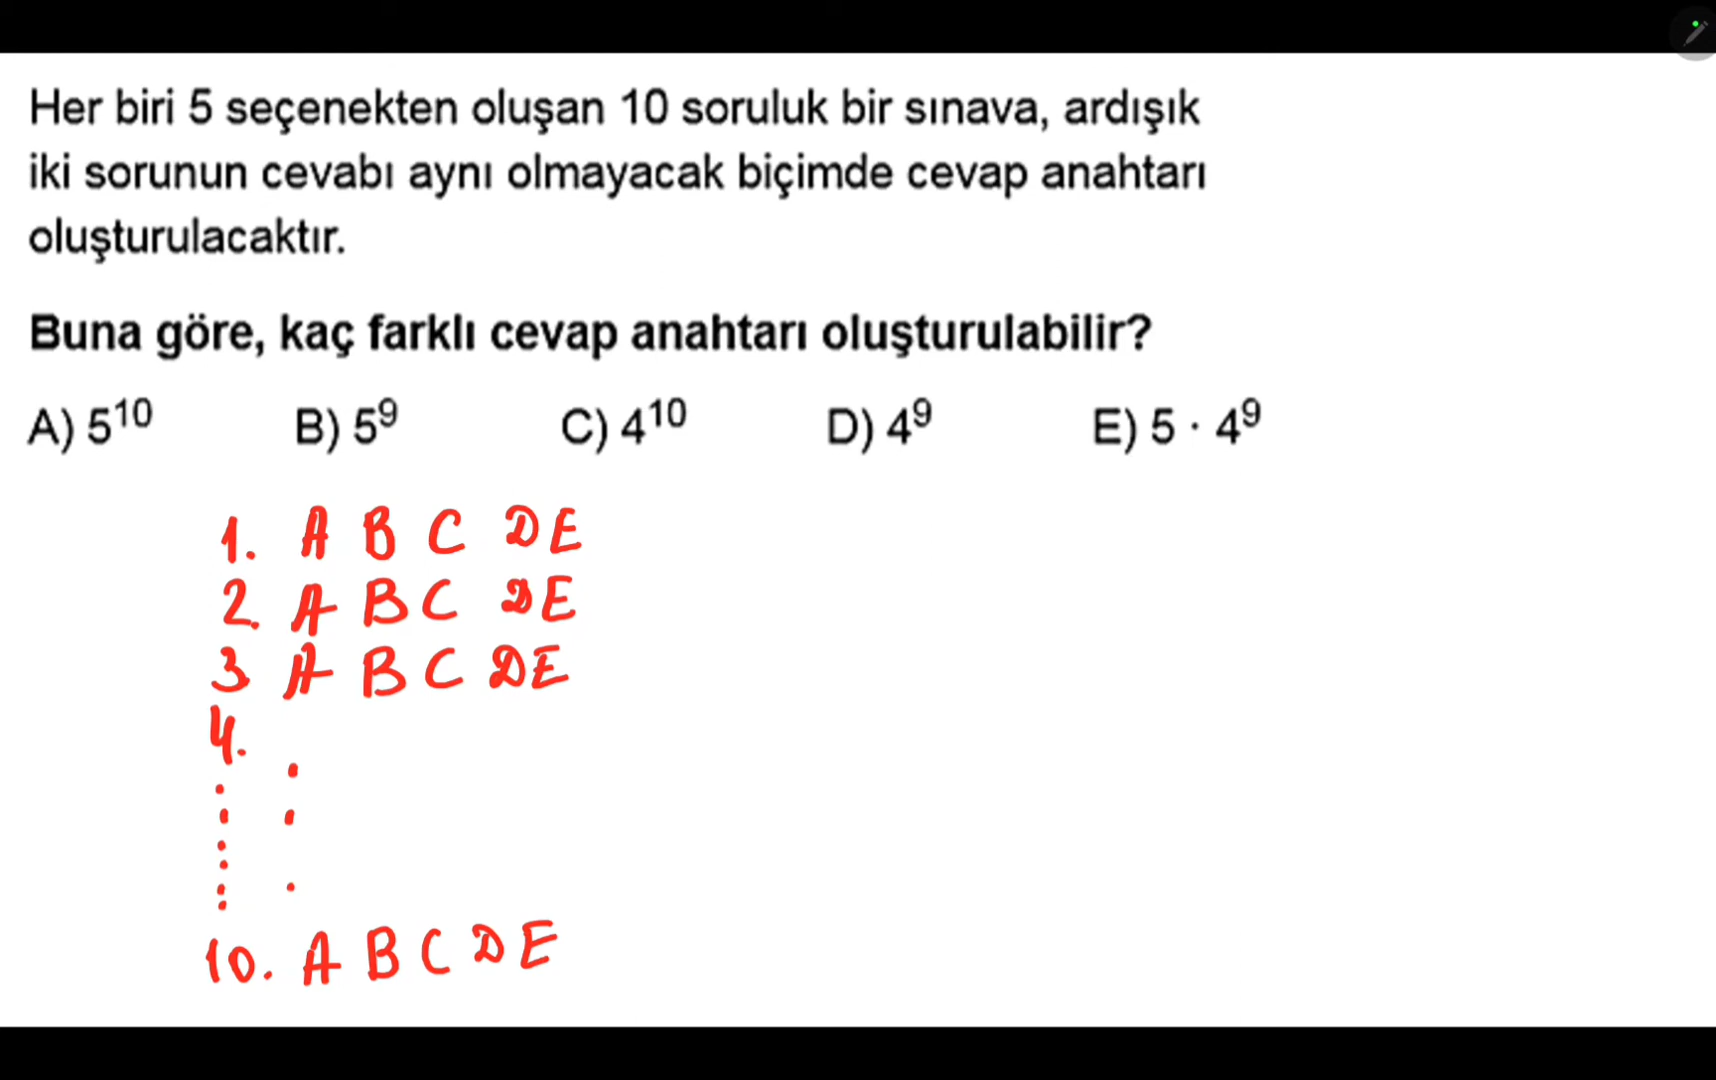 Her biri 5 seçenekten oluşan 10 soruluk bir sınava, ardışık
iki sorunun cevabı aynı olmayacak biçimde cevap anahtarı
oluşturulacaktır.
Buna göre, kaç farklı cevap anahtarı oluşturulabilir?
A) 5¹⁰ B) 5⁹ C) 4¹⁰ D) 4⁹ E) 5 · 4⁹
1. A B C D E
2. A B C D E
3 A B C D E
4.
10. A B C D E